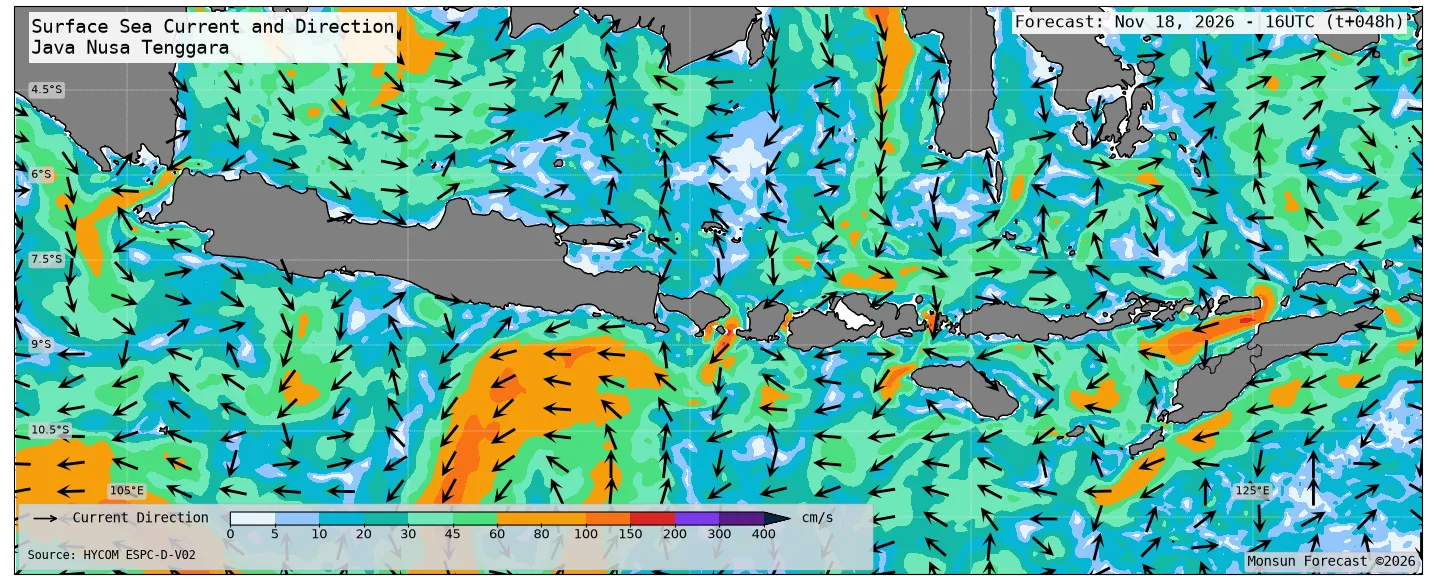 Surface Sea Current and Direction
Java Nusa Tenggara
Forecast: Nov 18, 2026 - 16UTC (t+048h)
4.5°S
6°S
7.5°S
9°S
10.5°S
105°E
125°E
Current Direction
0 5 10 20 30 45 60 80 100 150 200 300 400 cm/s
Source: HYCOM ESPC-D-V02
Monsun Forecast ©2026